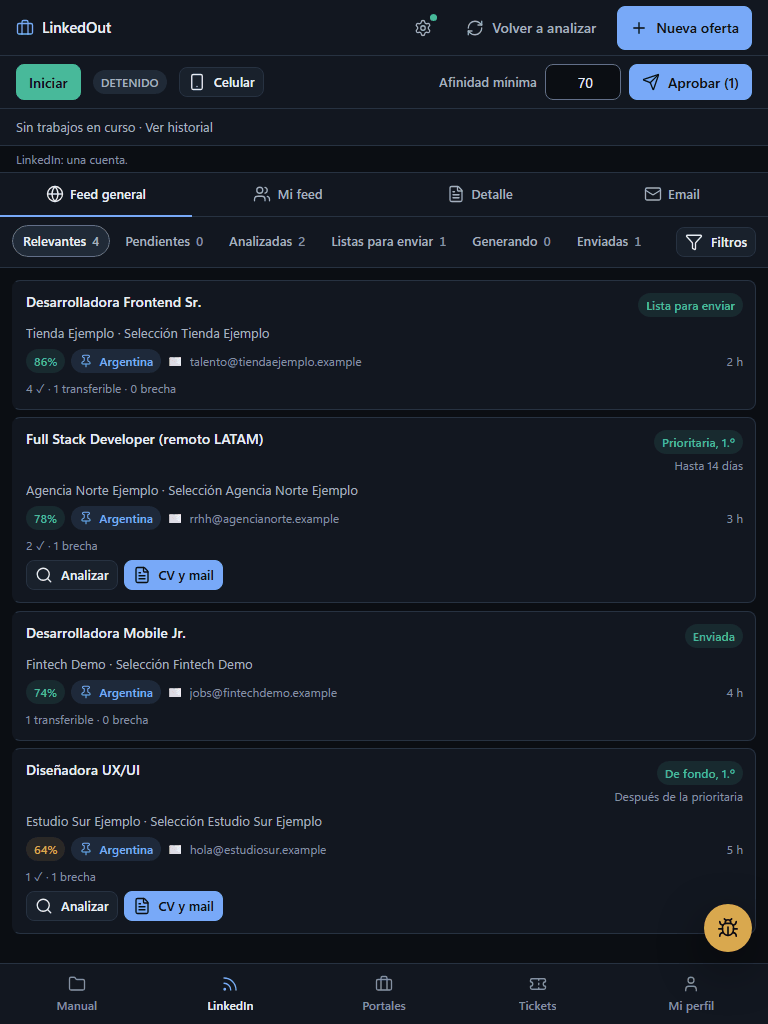 LinkedOut
Volver a analizar
Nueva oferta
Iniciar
DETENIDO
Celular
Afinidad mínima
70
Aprobar (1)
Sin trabajos en curso · Ver historial
LinkedIn: una cuenta.
Feed general
Mi feed
Detalle
Email
Relevantes 4
Pendientes 0
Analizadas 2
Listas para enviar 1
Generando 0
Enviadas 1
Filtros
Desarrolladora Frontend Sr.
Lista para enviar
Tienda Ejemplo · Selección Tienda Ejemplo
86%
Argentina
talento@tiendaejemplo.example
2 h
4 ✓ · 1 transferible · 0 brecha
Full Stack Developer (remoto LATAM)
Prioritaria, 1.º
Hasta 14 días
Agencia Norte Ejemplo · Selección Agencia Norte Ejemplo
78%
Argentina
rrhh@agencianorte.example
3 h
2 ✓ · 1 brecha
Analizar
CV y mail
Desarrolladora Mobile Jr.
Enviada
Fintech Demo · Selección Fintech Demo
74%
Argentina
jobs@fintechdemo.example
4 h
1 transferible · 0 brecha
Diseñadora UX/UI
De fondo, 1.º
Después de la prioritaria
Estudio Sur Ejemplo · Selección Estudio Sur Ejemplo
64%
Argentina
hola@estudiosur.example
5 h
1 ✓ · 1 brecha
Analizar
CV y mail
Manual
LinkedIn
Portales
Tickets
Mi perfil